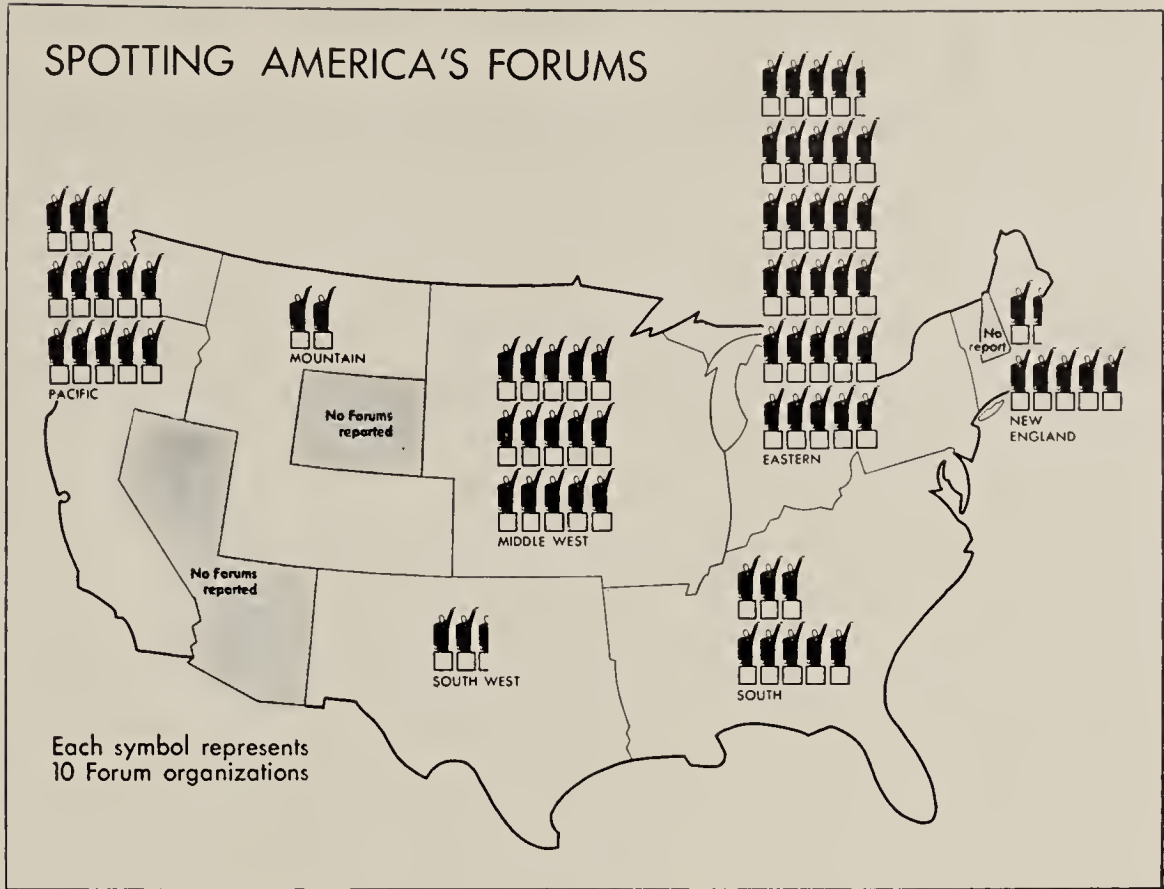 SPOTTING AMERICA'S FORUMS
PACIFIC
MOUNTAIN
No Forums
reported
No Forums
reported
MIDDLE WEST
SOUTH WEST
EASTERN
No
report
NEW
ENGLAND
SOUTH
Each symbol represents
10 Forum organizations